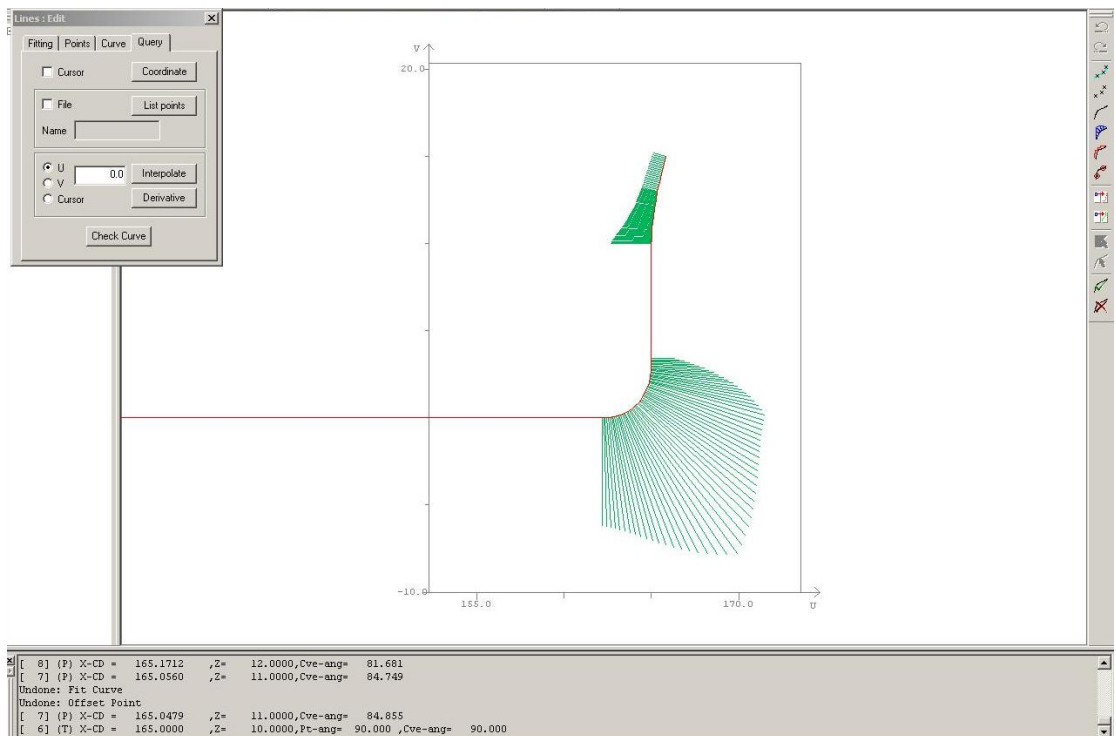 Lines : Edit
Fitting Points Curve Query
Cursor Coordinate
File List points
Name
U 0.0 Interpolate
V
Cursor Derivative
Check Curve
V
20.0
-10.0
155.0 170.0 U
[ 8] (P) X-CD = 165.1712 ,Z= 12.0000,Cve-ang= 81.681
[ 7] (P) X-CD = 165.0560 ,Z= 11.0000,Cve-ang= 84.749
Undone: Fit Curve
Undone: Offset Point
[ 7] (P) X-CD = 165.0479 ,Z= 11.0000,Cve-ang= 84.855
[ 6] (T) X-CD = 165.0000 ,Z= 10.0000,Pt-ang= 90.000 ,Cve-ang= 90.000